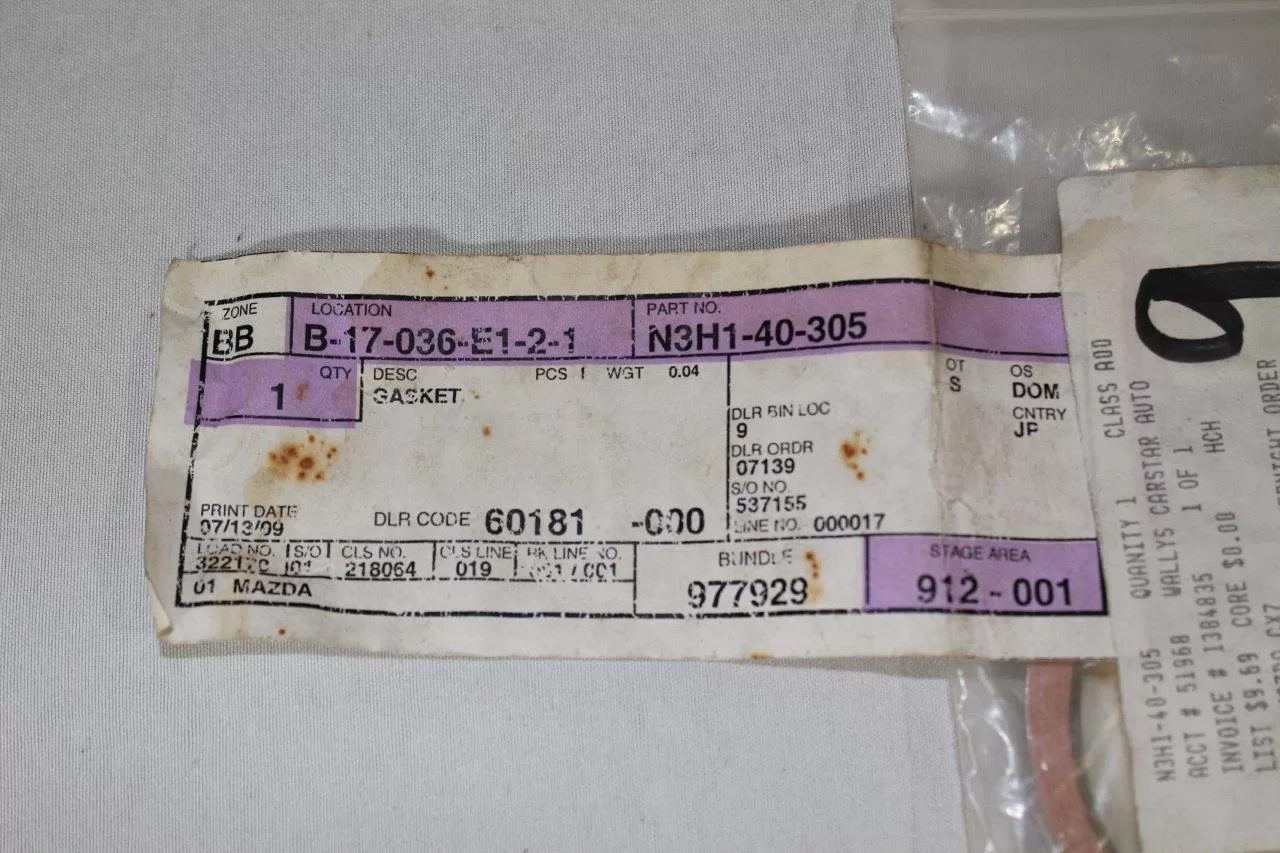 ZONE LOCATION PART NO.
BB B-17-036-E1-2-1 N3H1-40-305
QTY DESC PCS 1 WGT 0.04 OT OS
1 GASKET S DOM
DLR BIN LOC CNTRY
9 JP
DLR ORDR
07139
S/O NO.
537155
PRINT DATE DLR CODE 60181 -000 LINE NO. 000017
07/13/09
LOAD NO. S/O CLS NO. CLS LINE PK LINE NO. BUNDLE STAGE AREA
01 218064 019 977929 912-001
01 MAZDA
9
N3H1-40-305 QUANITY 1 CLASS A00
ACCT # 51968 WALLYS CARSTAR AUTO
INVOICE # 1384835 1 OF 1
LIST $9.69 CORE $0.00 HCH
ORDER